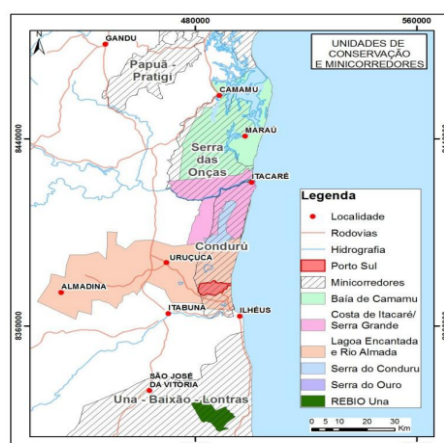 480000
560000
N
GANDU
Papuã -
Pratigi
UNIDADES DE
CONSERVAÇÃO
E MINICORREDORES
CAMAMÚ
8440000
MARAÚ
Serra
das
Onças
ITACARÉ
Condurú
URUÇUCA
ALMADINA
ITABUNA
ILHÉUS
8360000
SÃO JOSÉ
DA VITÓRIA
Una - Baixão - Lontras
Legenda
Localidade
Rodovias
Hidrografia
Porto Sul
Minicorredores
Baía de Camamu
Costa de Itacaré/
Serra Grande
Lagoa Encantada
e Rio Almada
Serra do Conduru
Serra do Ouro
REBIO Una
0 5 10 20 30
Km